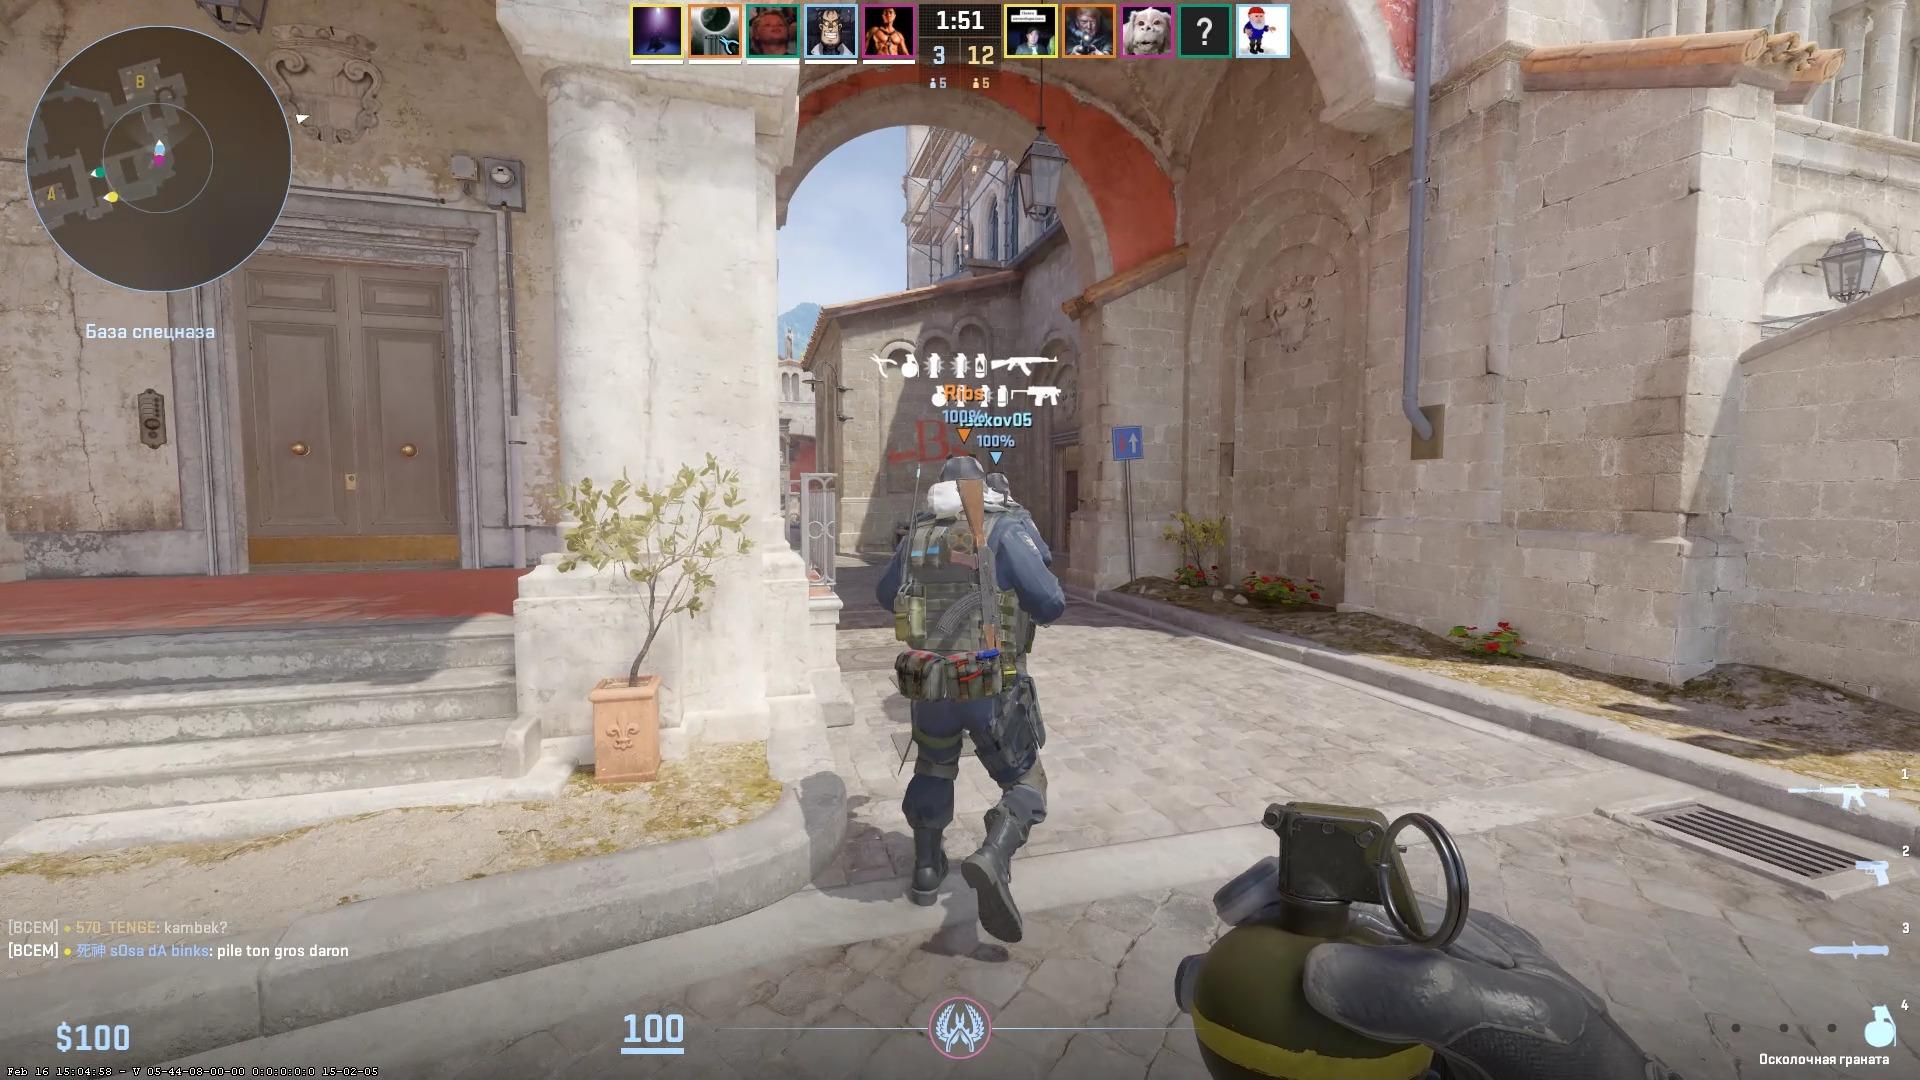 1:51
3 12
5 5
B
A
База спецназа
Ribs
100%
kov05
100%
B
1
2
3
4
[ВСЕМ] • 570_TENGE: kambek?
[ВСЕМ] • 死神 sOsa dA binks: pile ton gros daron
$100
100
Осколочная граната
Feb 16 15:04:58 - V 05-44-08-00-00 0:0:0:0:0 15-02-05